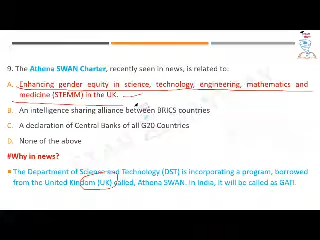 9. The Athena SWAN Charter, recently seen in news, is related to:
A. Enhancing gender equity in science, technology, engineering, mathematics and
medicine (STEMM) in the UK.
B. An intelligence sharing alliance between BRICS countries
C. A declaration of Central Banks of all G20 Countries
D. None of the above
#Why in news?
The Department of Science and Technology (DST) is incorporating a program, borrowed
from the United Kingdom (UK) called, Athena SWAN. In India, it will be called as GATI.